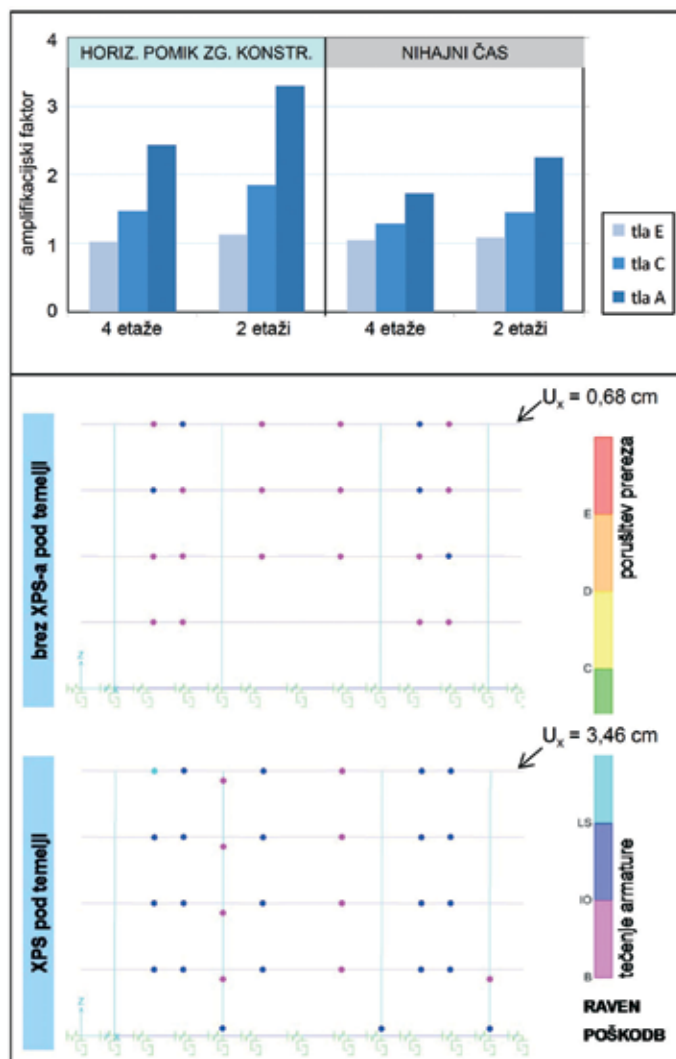 4
HORIZ. POMIK ZG. KONSTR.
NIHAJNI ČAS
3
2
1
0
amplifikacijski faktor
4 etaže
2 etaži
4 etaže
2 etaži
tla E
tla C
tla A
brez XPS-a pod temelji
Ux = 0,68 cm
E
D
C
porušitev prereza
XPS pod temelji
Ux = 3,46 cm
LS
IO
B
tečenje armature
RAVEN
POŠKODB